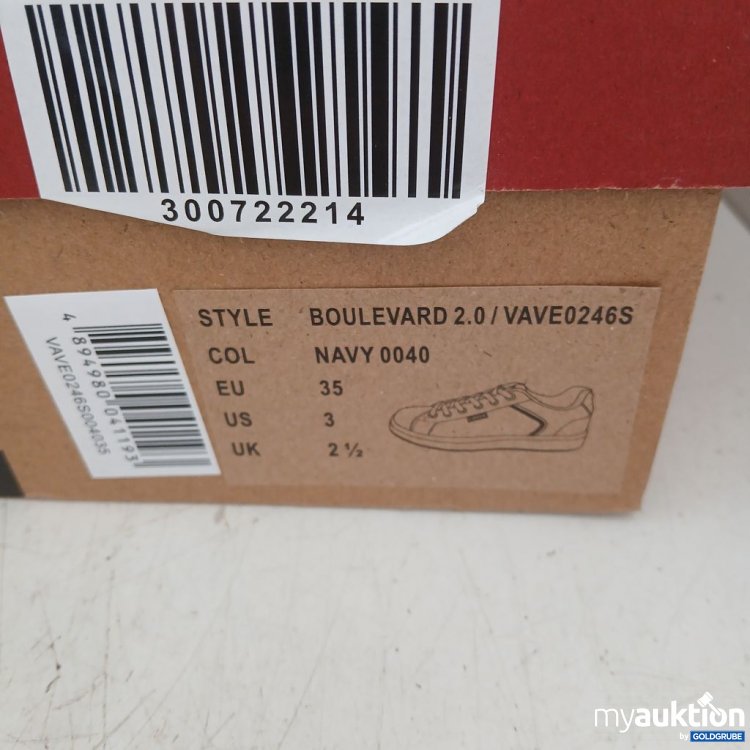 300722214
STYLE BOULEVARD 2.0 / VAVE0246S
COL NAVY 0040
EU 35
US 3
UK 2 ½
4 894980 041193
VAVE0246S004035
myauktion
by GOLDGRUBE